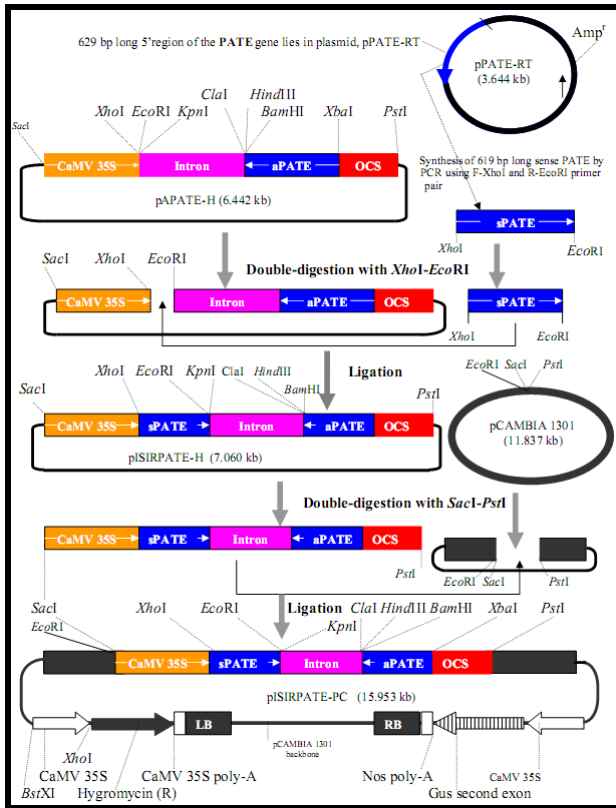 629 bp long 5'region of the PATE gene lies in plasmid, pPATE-RT
Amp^r
pPATE-RT
(3.644 kb)
ClaI HindIII
XhoI EcoRI KpnI BamHI XbaI PstI
SacI
CaMV 35S Intron aPATE OCS
pAPATE-H (6.442 kb)
Synthesis of 619 bp long sense PATE by
PCR using F-XhoI and R-EcoRI primer
pair
sPATE
XhoI EcoRI
SacI XhoI EcoRI
Double-digestion with XhoI-EcoRI
CaMV 35S Intron aPATE OCS
sPATE
XhoI EcoRI
Ligation
EcoRI SacI PstI
XhoI EcoRI KpnI ClaI HindIII
BamHI
SacI PstI
CaMV 35S sPATE Intron aPATE OCS
pISIRPATE-H (7.060 kb)
pCAMBIA 1301
(11.837 kb)
Double-digestion with SacI-PstI
CaMV 35S sPATE Intron aPATE OCS
PstI
EcoRI SacI PstI
Ligation
SacI XhoI EcoRI KpnI ClaI HindIII BamHI XbaI PstI
EcoRI
CaMV 35S sPATE Intron aPATE OCS
pISIRPATE-PC (15.953 kb)
LB RB
pCAMBIA 1301
backbone
XhoI
CaMV 35S CaMV 35S poly-A Nos poly-A CaMV 35S
BstXI Hygromycin (R) Gus second exon